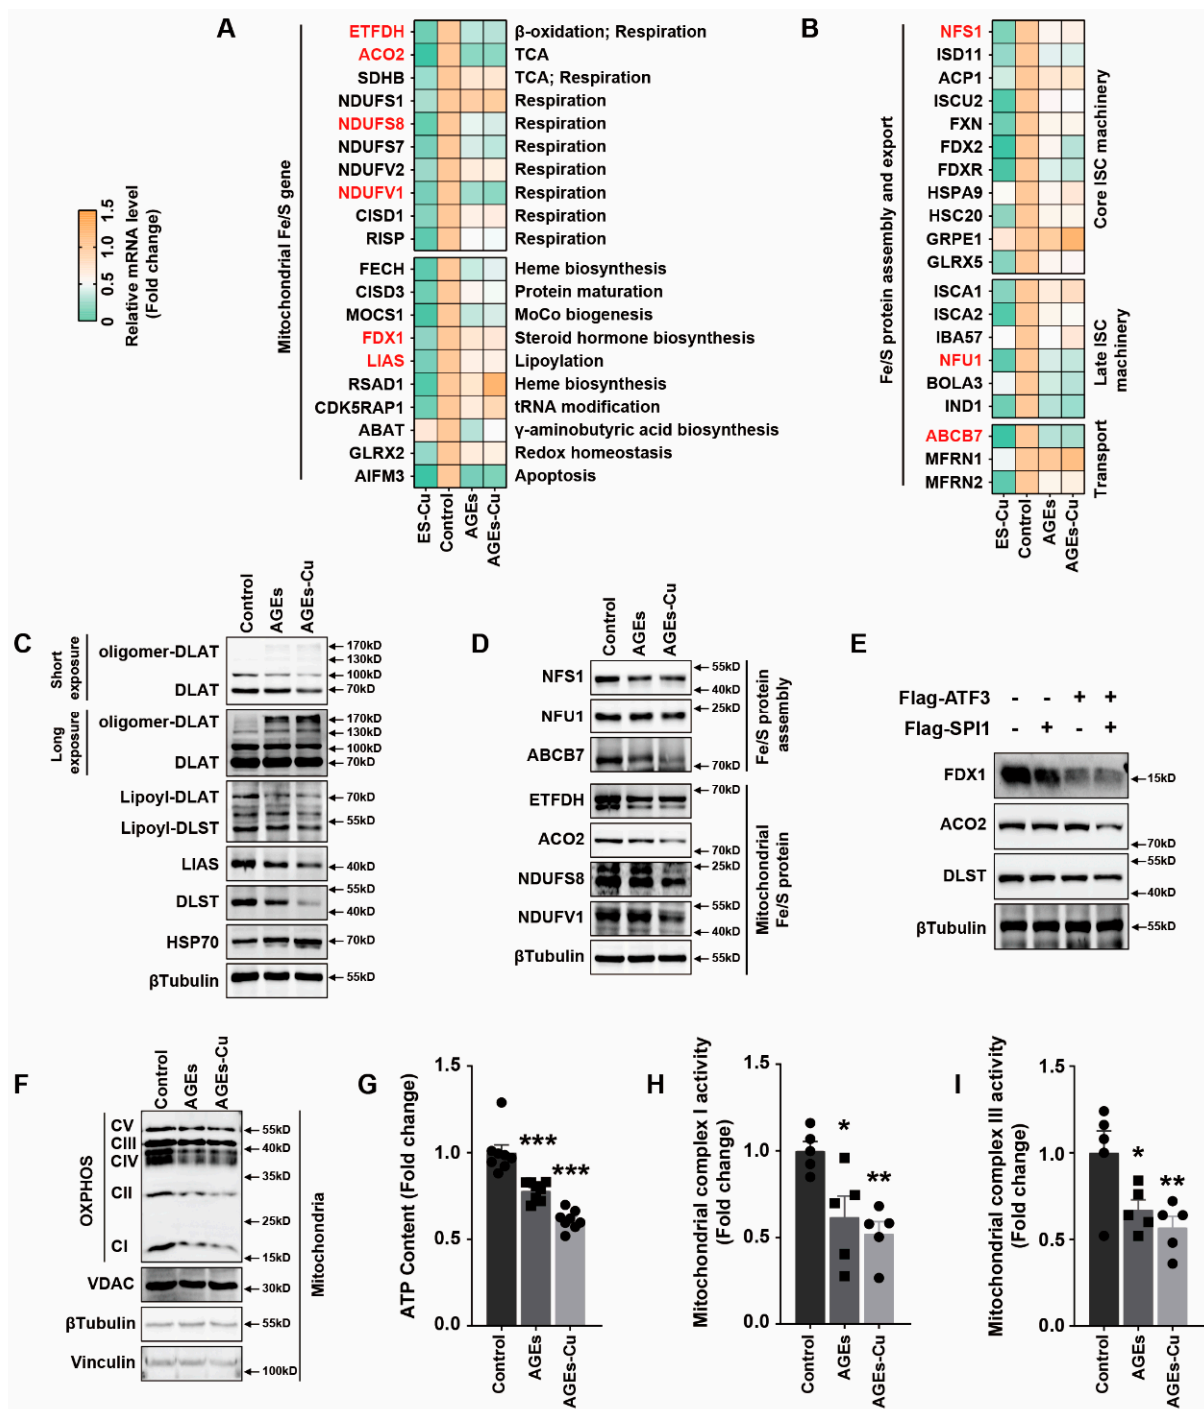 A
Mitochondrial Fe/S gene
ETFDH β-oxidation; Respiration
ACO2 TCA
SDHB TCA; Respiration
NDUFS1 Respiration
NDUFS8 Respiration
NDUFS7 Respiration
NDUFV2 Respiration
NDUFV1 Respiration
CISD1 Respiration
RISP Respiration
FECH Heme biosynthesis
CISD3 Protein maturation
MOCS1 MoCo biogenesis
FDX1 Steroid hormone biosynthesis
LIAS Lipoylation
RSAD1 Heme biosynthesis
CDK5RAP1 tRNA modification
ABAT γ-aminobutyric acid biosynthesis
GLRX2 Redox homeostasis
AIFM3 Apoptosis
ES-Cu
Control
AGEs
AGEs-Cu
0 0.5 1.0 1.5
Relative mRNA level
(Fold change)
B
Fe/S protein assembly and export
NFS1
ISD11
ACP1
ISCU2
FXN
FDX2
FDXR
HSPA9
HSC20
GRPE1
GLRX5
Core ISC machinery
ISCA1
ISCA2
IBA57
NFU1
BOLA3
IND1
Late ISC
machinery
ABCB7
MFRN1
MFRN2
Transport
ES-Cu
Control
AGEs
AGEs-Cu
C
Control
AGEs
AGEs-Cu
Short
exposure
oligomer-DLAT
170kD
130kD
100kD
DLAT 70kD
Long
exposure
oligomer-DLAT 170kD
130kD
100kD
DLAT 70kD
Lipoyl-DLAT 70kD
Lipoyl-DLST 55kD
LIAS 40kD
DLST
55kD
40kD
HSP70 70kD
βTubulin 55kD
D
Control
AGEs
AGEs-Cu
NFS1
55kD
40kD
NFU1
25kD
ABCB7
70kD
Fe/S protein
assembly
ETFDH
70kD
ACO2
70kD
NDUFS8
25kD
NDUFV1
55kD
40kD
βTubulin 55kD
Mitochondrial
Fe/S protein
E
Flag-ATF3 - - + +
Flag-SPI1 - + - +
FDX1 15kD
ACO2
70kD
DLST
55kD
40kD
βTubulin 55kD
F
Control
AGEs
AGEs-Cu
OXPHOS
CV 55kD
CIII 40kD
CIV
35kD
CII
25kD
CI
15kD
VDAC 30kD
βTubulin 55kD
Vinculin
100kD
Mitochondria
G
ATP Content (Fold change)
1.5
1.0
0.5
0.0
***
***
Control
AGEs
AGEs-Cu
H
Mitochondrial complex I activity
(Fold change)
1.5
1.0
0.5
0.0
*
**
Control
AGEs
AGEs-Cu
I
Mitochondrial complex III activity
(Fold change)
1.5
1.0
0.5
0.0
*
**
Control
AGEs
AGEs-Cu